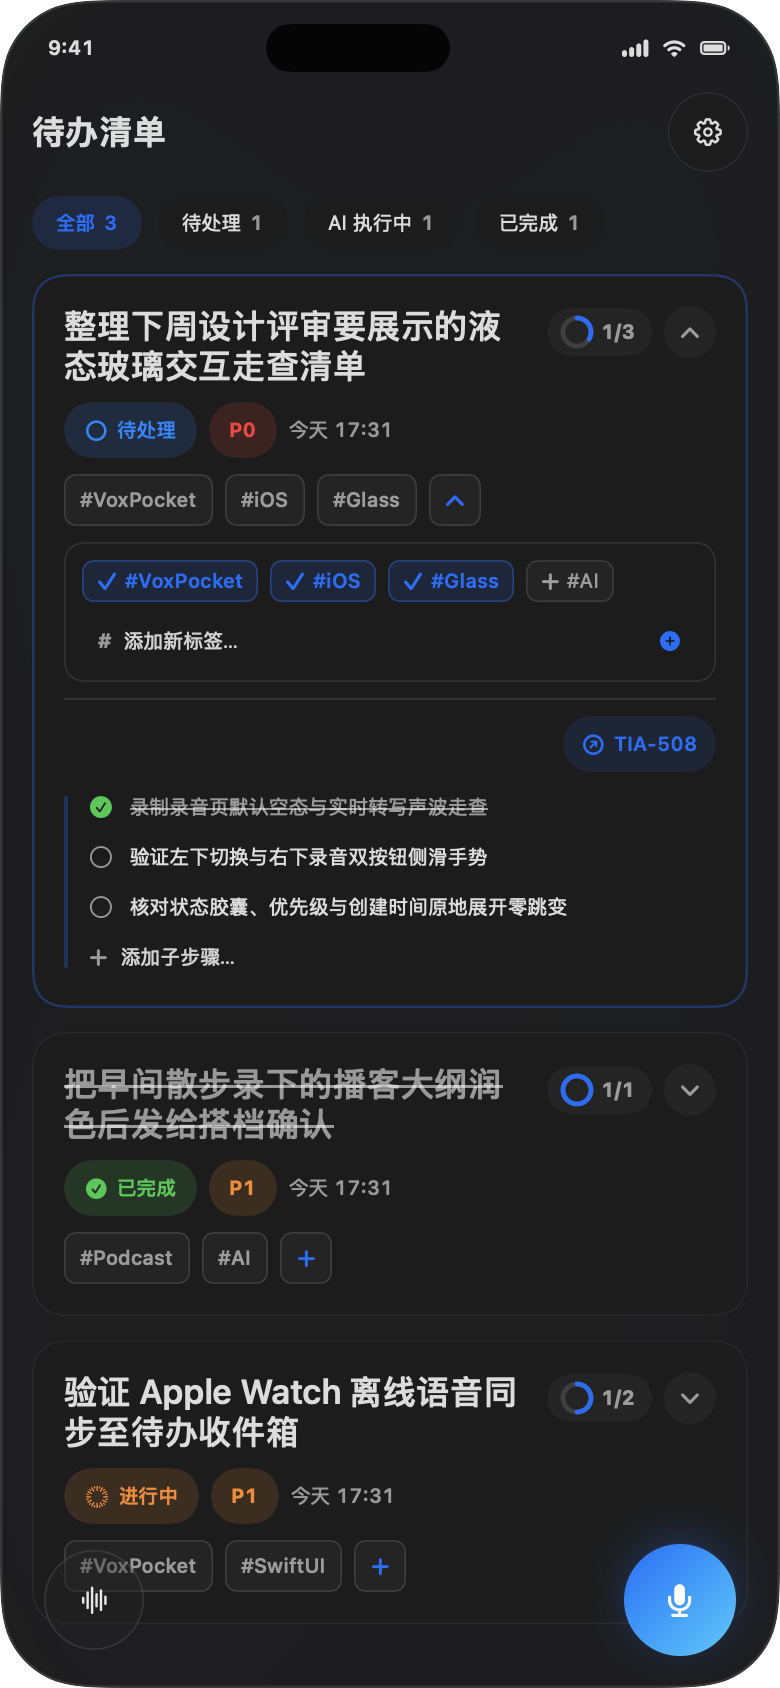 9:41
待办清单
全部 3 待处理 1 AI 执行中 1 已完成 1
整理下周设计评审要展示的液
态玻璃交互走查清单
1/3
待处理 P0 今天 17:31
#VoxPocket #iOS #Glass
#VoxPocket #iOS #Glass #AI
# 添加新标签...
TIA-508
录制录音页默认空态与实时转写声波走查
验证左下切换与右下录音双按钮侧滑手势
核对状态胶囊、优先级与创建时间原地展开零跳变
添加子步骤...
把早间散步录下的播客大纲润
色后发给搭档确认
1/1
已完成 P1 今天 17:31
#Podcast #AI
验证 Apple Watch 离线语音同
步至待办收件箱
1/2
进行中 P1 今天 17:31
#VoxPocket #SwiftUI